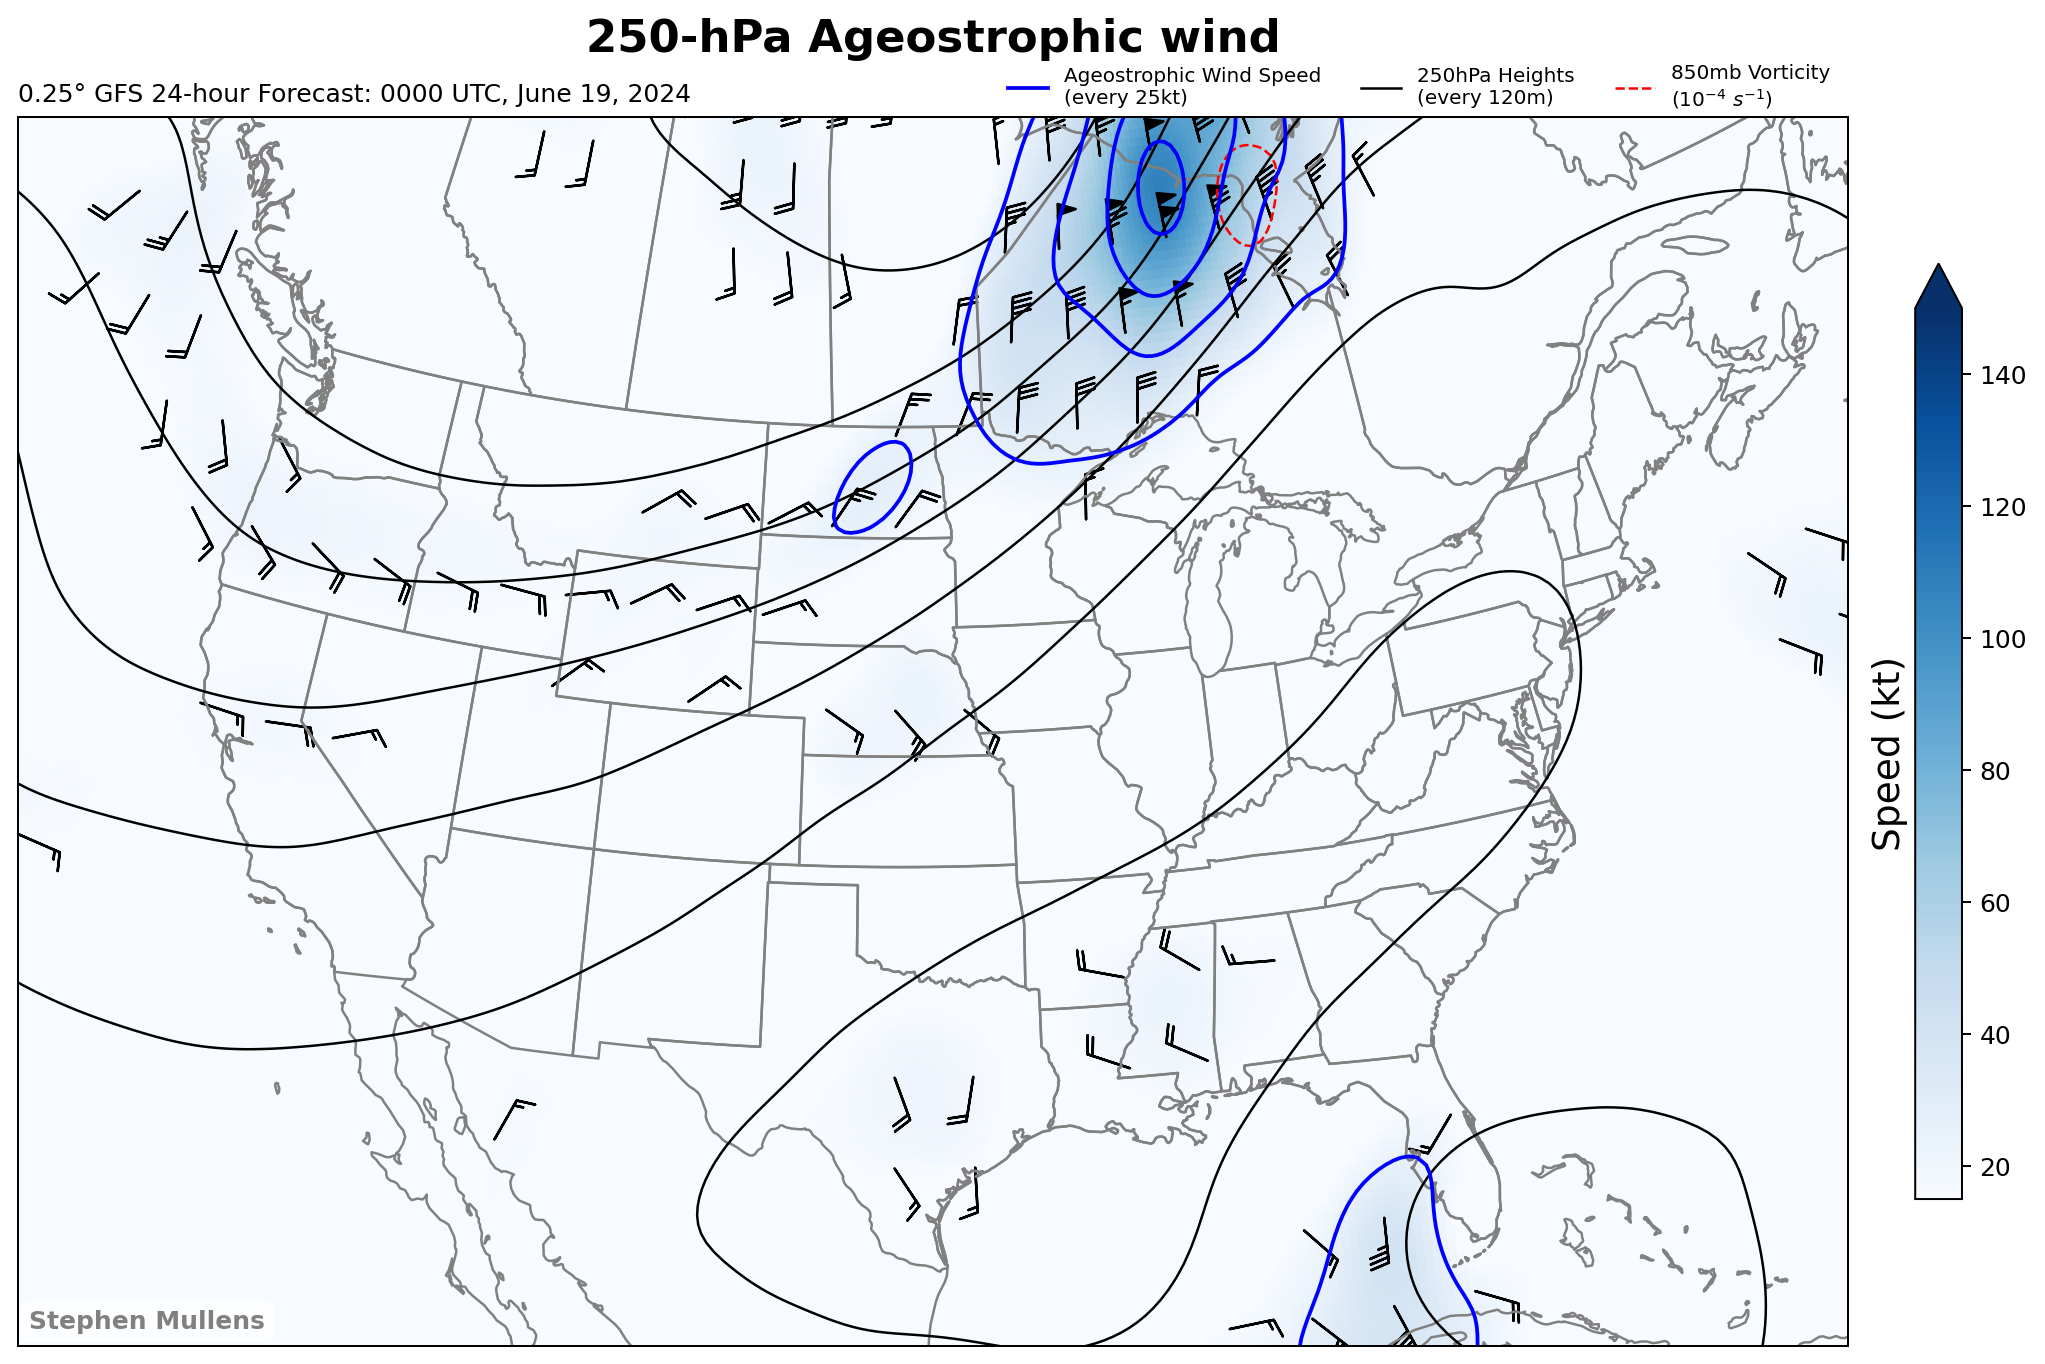 250-hPa Ageostrophic wind
0.25° GFS 24-hour Forecast: 0000 UTC, June 19, 2024
Ageostrophic Wind Speed
(every 25kt)
250hPa Heights
(every 120m)
850mb Vorticity
(10⁻⁴ s⁻¹)
140
120
100
80
60
40
20
Speed (kt)
Stephen Mullens